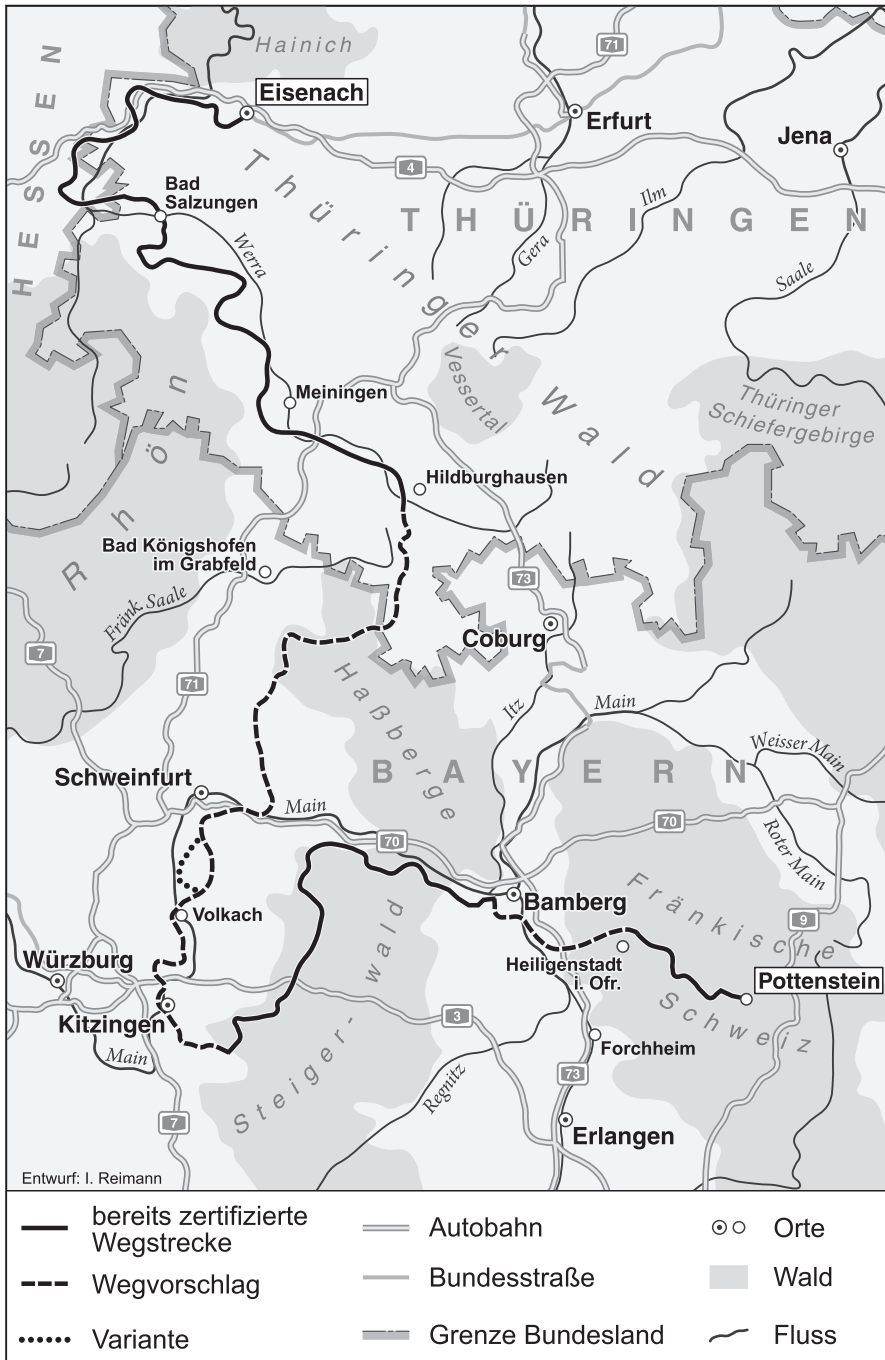 Hainich
71
HESSEN
Eisenach
Erfurt
Jena
4
Thüringer Wald
Bad
Salzungen
THÜRINGEN
Ilm
Werra
Gera
Saale
Vessertal
Meiningen
Thüringer
Schiefergebirge
Rhön
Hildburghausen
Bad Königshofen
im Grabfeld
73
Fränk. Saale
Coburg
7
71
Haßberge
Itz
Main
Weisser Main
BAYERN
Schweinfurt
Main
70
70
Roter Main
Fränkische
Schweiz
Bamberg
9
Volkach
Würzburg
Heiligenstadt
i. Ofr.
Pottenstein
Kitzingen
3
Steiger-
wald
Forchheim
Main
Regnitz
73
7
Erlangen
Entwurf: I. Reimann
bereits zertifizierte
Wegstrecke
Wegvorschlag
Variante
Autobahn
Bundesstraße
Grenze Bundesland
Orte
Wald
Fluss